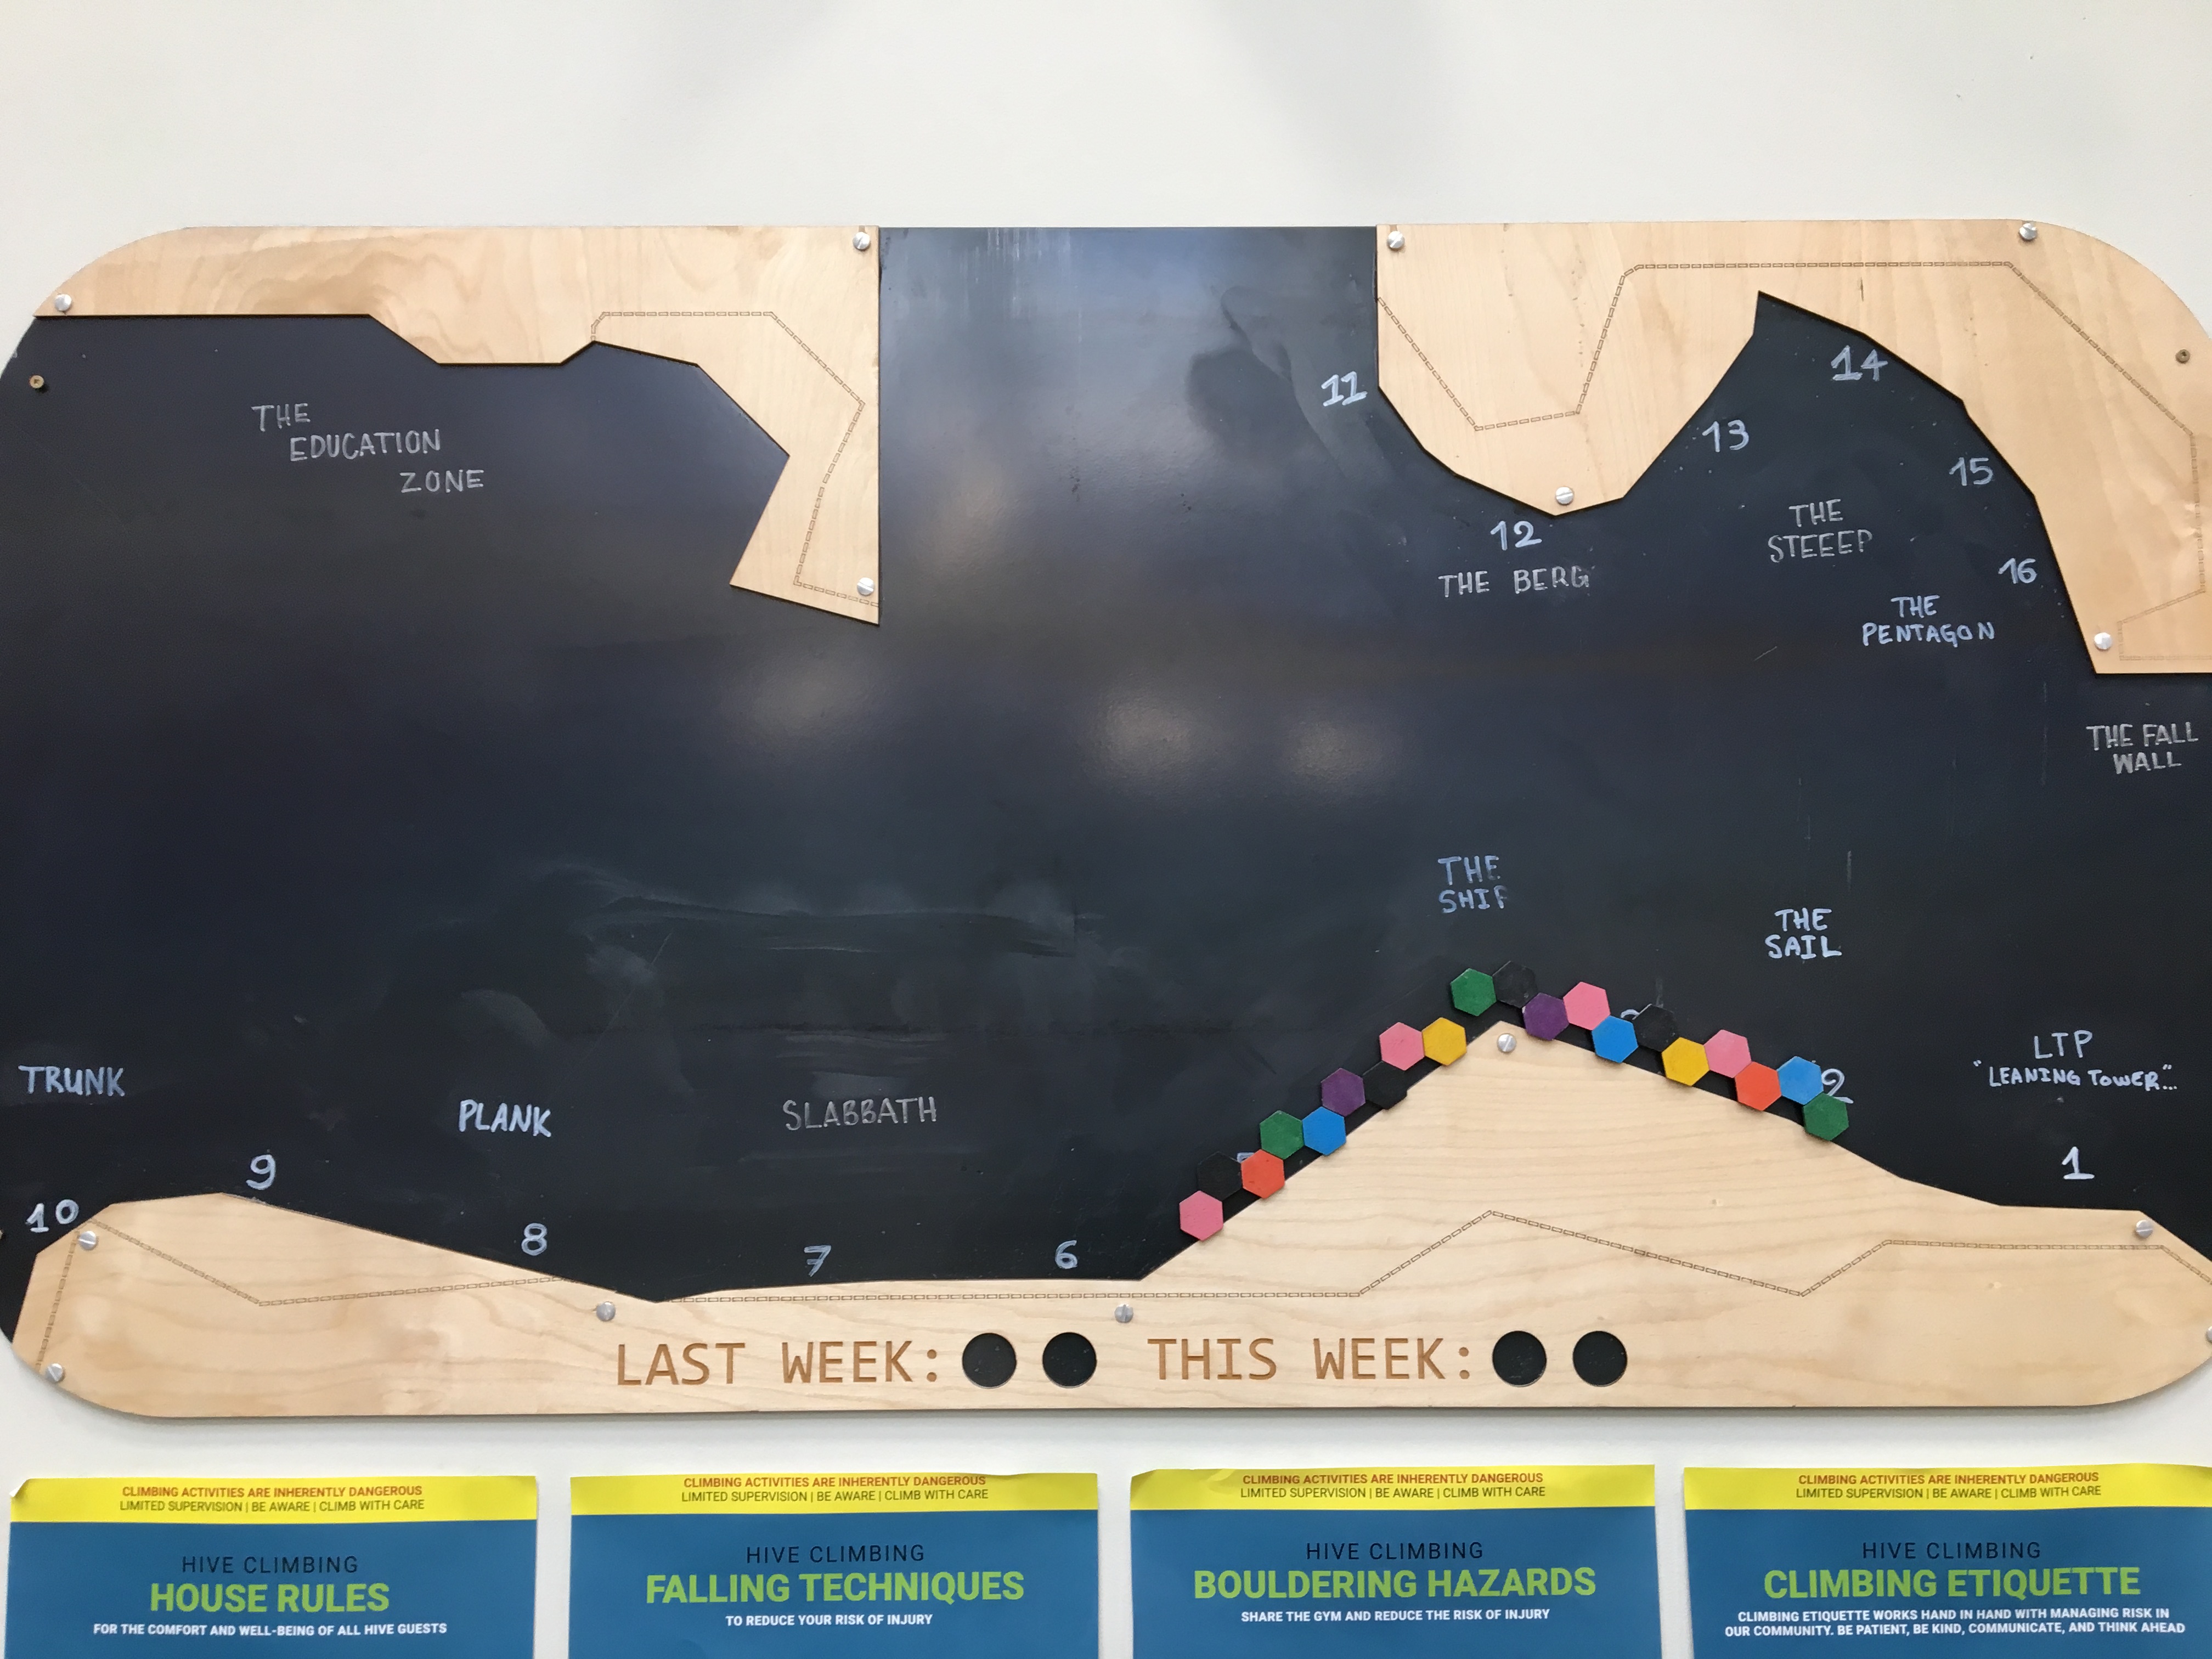 THE
EDUCATION
ZONE
11
12
THE BERG
13
14
15
16
THE
STEEEP
THE
PENTAGON
THE FALL
WALL
THE
SHIP
THE
SAIL
TRUNK
PLANK
SLABBATH
LTP
"LEANING TOWER"...
10
9
8
7
6
2
1
LAST WEEK:
THIS WEEK:
CLIMBING ACTIVITIES ARE INHERENTLY DANGEROUS
LIMITED SUPERVISION | BE AWARE | CLIMB WITH CARE
HIVE CLIMBING
HOUSE RULES
FOR THE COMFORT AND WELL-BEING OF ALL HIVE GUESTS
CLIMBING ACTIVITIES ARE INHERENTLY DANGEROUS
LIMITED SUPERVISION | BE AWARE | CLIMB WITH CARE
HIVE CLIMBING
FALLING TECHNIQUES
TO REDUCE YOUR RISK OF INJURY
CLIMBING ACTIVITIES ARE INHERENTLY DANGEROUS
LIMITED SUPERVISION | BE AWARE | CLIMB WITH CARE
HIVE CLIMBING
BOULDERING HAZARDS
SHARE THE GYM AND REDUCE THE RISK OF INJURY
CLIMBING ACTIVITIES ARE INHERENTLY DANGEROUS
LIMITED SUPERVISION | BE AWARE | CLIMB WITH CARE
HIVE CLIMBING
CLIMBING ETIQUETTE
CLIMBING ETIQUETTE WORKS HAND IN HAND WITH MANAGING RISK IN
OUR COMMUNITY. BE PATIENT, BE KIND, COMMUNICATE, AND THINK AHEAD